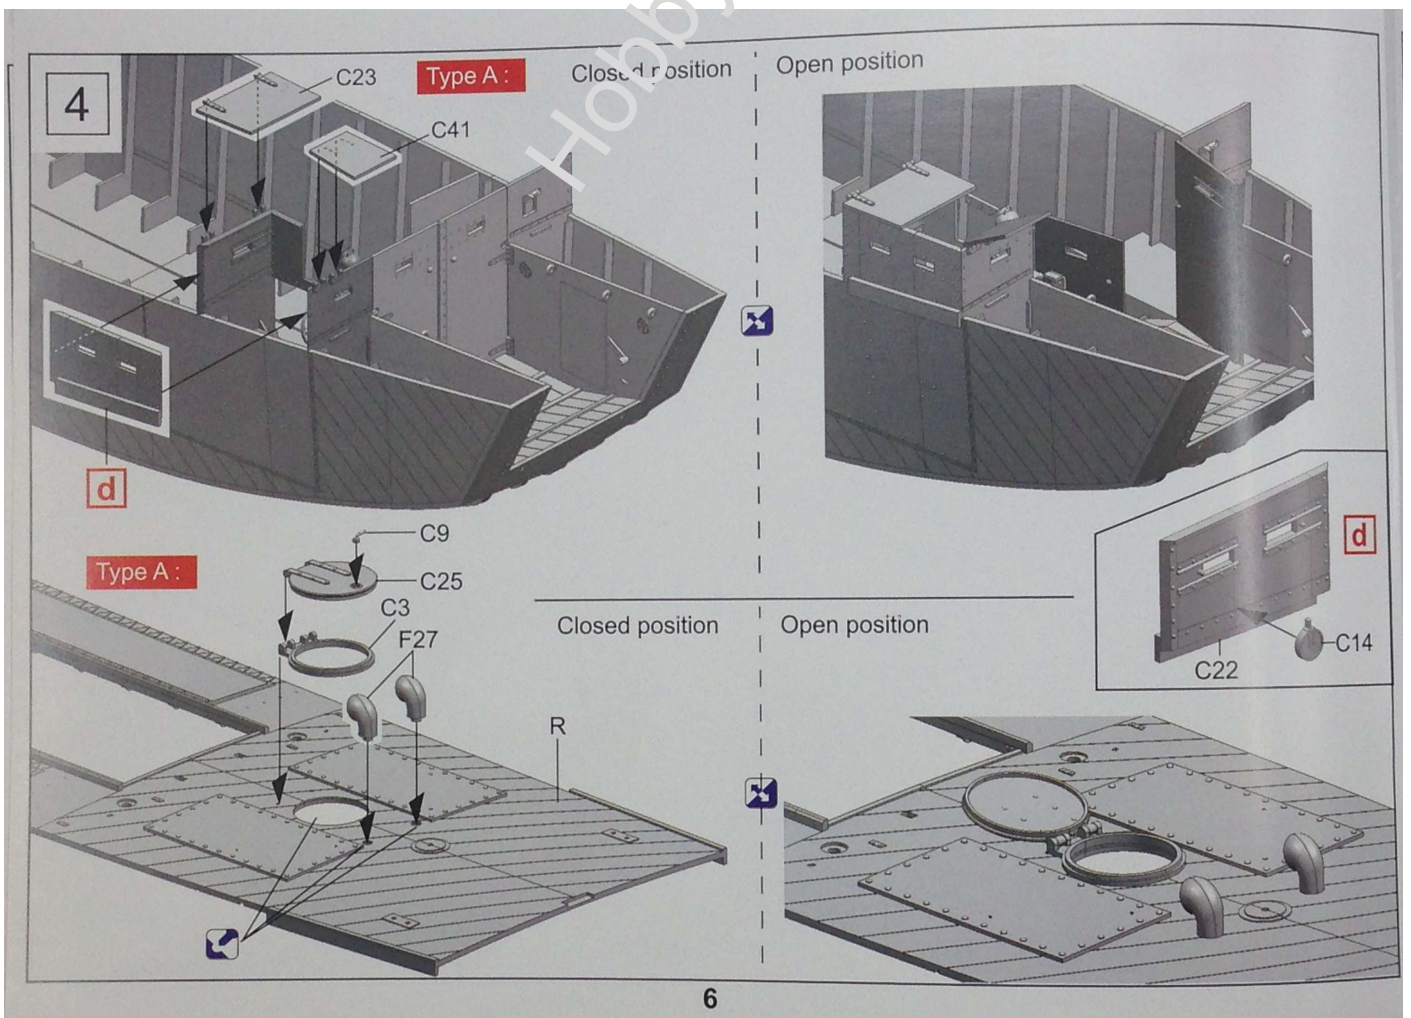 4
C23
Type A :
Closed position
Open position
C41
Hobby
d
C9
Type A :
C25
C3
F27
Closed position
Open position
d
C14
C22
R
6